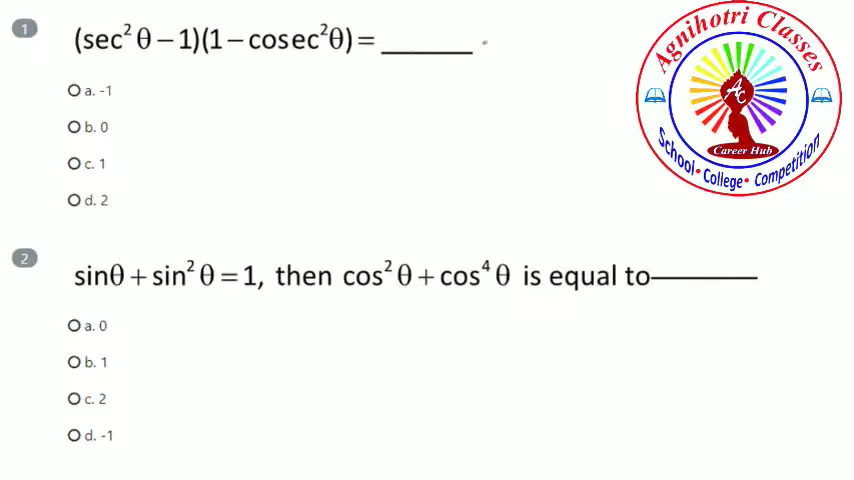 1
(sec² θ – 1)(1 – cosec²θ) = ______ .
a. -1
b. 0
c. 1
d. 2
Agnihotri Classes
AC
Career Hub
School • College • Competition
2
sinθ + sin² θ = 1, then cos² θ + cos⁴ θ is equal to———
a. 0
b. 1
c. 2
d. -1